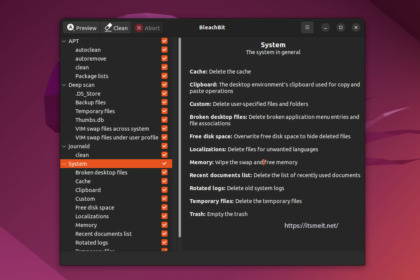 Preview
Clean
Abort
BleachBit
APT
autoclean
autoremove
clean
Package lists
Deep scan
.DS_Store
Backup files
Temporary files
Thumbs.db
VIM swap files across system
VIM swap files under user profile
journald
clean
System
Broken desktop files
Cache
Clipboard
Custom
Free disk space
Localizations
Memory
Recent documents list
Rotated logs
Temporary files
System
The system in general
Cache: Delete the cache
Clipboard: The desktop environment's clipboard used for copy and
paste operations
Custom: Delete user-specified files and folders
Broken desktop files: Delete broken application menu entries and
file associations
Free disk space: Overwrite free disk space to hide deleted files
Localizations: Delete files for unwanted languages
Memory: Wipe the swap and free memory
Recent documents list: Delete the list of recently used documents
Rotated logs: Delete old system logs
Temporary files: Delete the temporary files
Trash: Empty the trash
https://itsmeit.net/